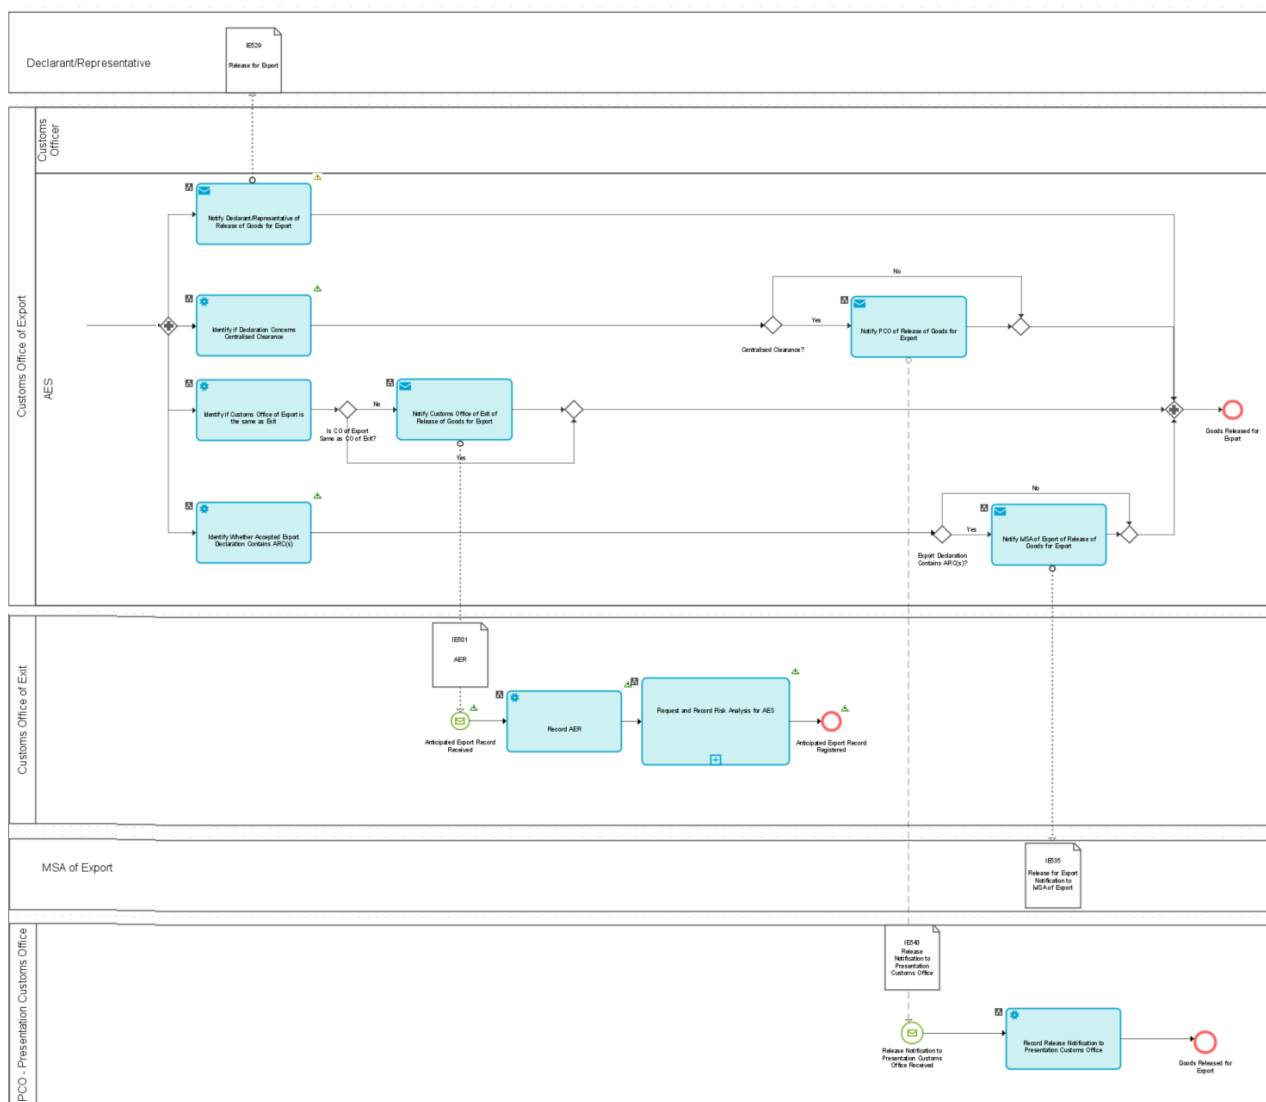 IE529
Release for Export
Declarant/Representative
Customs
Officer
Customs Office of Export
AES
Notify Declarant/Representative of
Release of Goods for Export
No
Identify if Declaration Concerns
Centralised Clearance
Yes
Notify PCO of Release of Goods for
Export
Centralised Clearance?
Identify if Customs Office of Export is
the same as Exit
No
Notify Customs Office of Exit of
Release of Goods for Export
Is CO of Export
Same as CO of Exit?
Yes
Goods Released for
Export
No
Identify Whether Accepted Export
Declaration Contains ARC(s)
Yes
Notify MSA of Export of Release of
Goods for Export
Export Declaration
Contains ARC(s)?
Customs Office of Exit
IE501
AER
Request and Record Risk Analysis for AES
Record AER
Anticipated Export Record
Received
Anticipated Export Record
Registered
MSA of Export
IE535
Release for Export
Notification to
MSA of Export
PCO - Presentation Customs Office
IE543
Release
Notification to
Presentation
Customs Office
Release Notification to
Presentation Customs
Office Received
Record Release Notification to
Presentation Customs Office
Goods Released for
Export